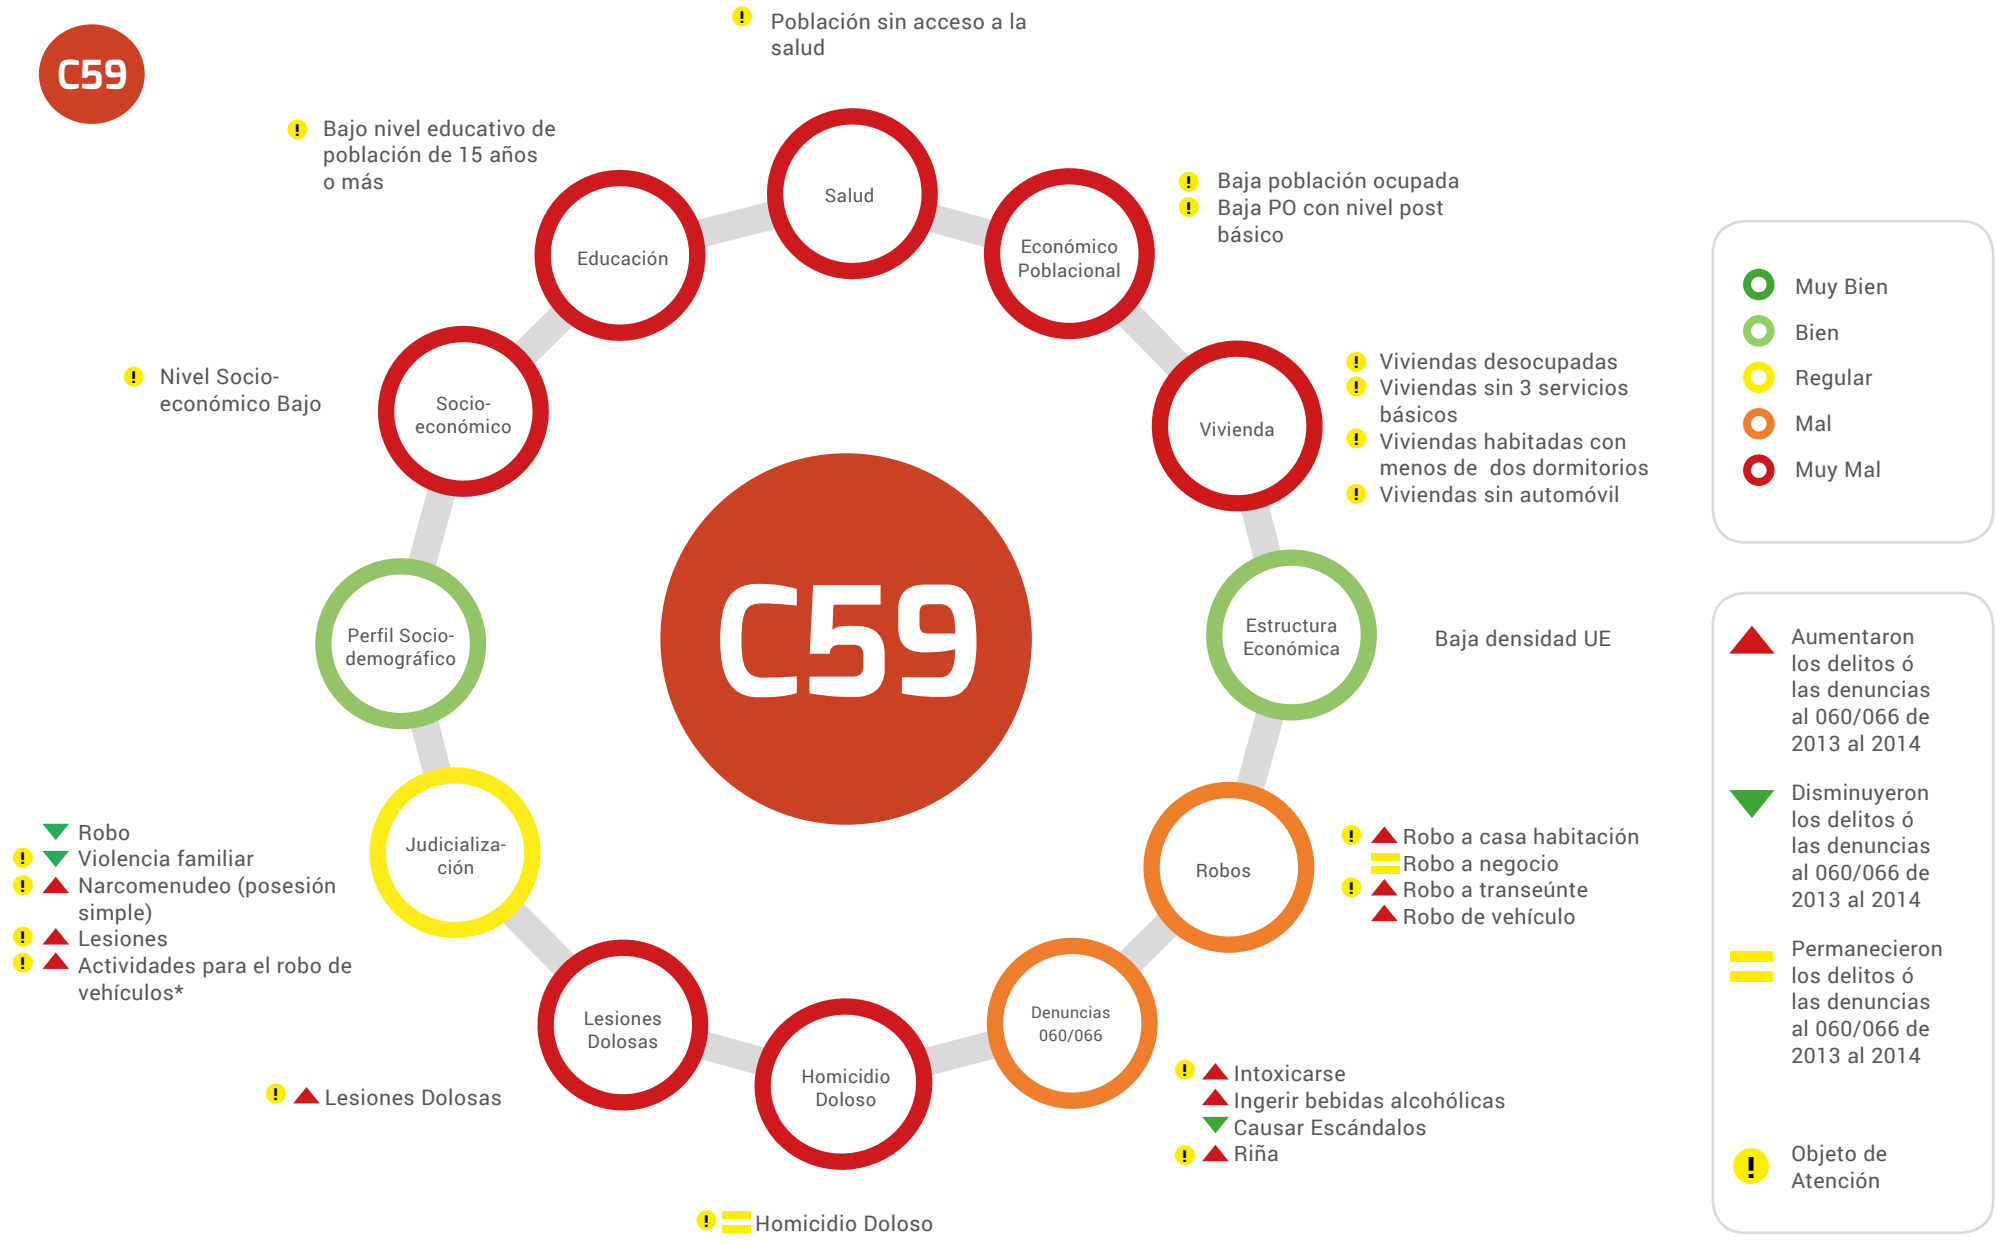 C59
! Población sin acceso a la
salud
! Bajo nivel educativo de
población de 15 años
o más
Salud
! Baja población ocupada
! Baja PO con nivel post
básico
Educación
Económico
Poblacional
! Nivel Socio-
económico Bajo
Socio-
económico
Vivienda
! Viviendas desocupadas
! Viviendas sin 3 servicios
básicos
! Viviendas habitadas con
menos de dos dormitorios
! Viviendas sin automóvil
C59
Perfil Socio-
demográfico
Estructura
Económica
Baja densidad UE
Judicializa-
ción
Robo
! Violencia familiar
! Narcomenudeo (posesión
simple)
! Lesiones
! Actividades para el robo de
vehículos*
Robos
! Robo a casa habitación
Robo a negocio
! Robo a transeúnte
Robo de vehículo
Lesiones
Dolosas
! Lesiones Dolosas
Homicidio
Doloso
! Homicidio Doloso
Denuncias
060/066
! Intoxicarse
Ingerir bebidas alcohólicas
Causar Escándalos
! Riña
Muy Bien
Bien
Regular
Mal
Muy Mal
Aumentaron
los delitos ó
las denuncias
al 060/066 de
2013 al 2014
Disminuyeron
los delitos ó
las denuncias
al 060/066 de
2013 al 2014
Permanecieron
los delitos ó
las denuncias
al 060/066 de
2013 al 2014
! Objeto de
Atención